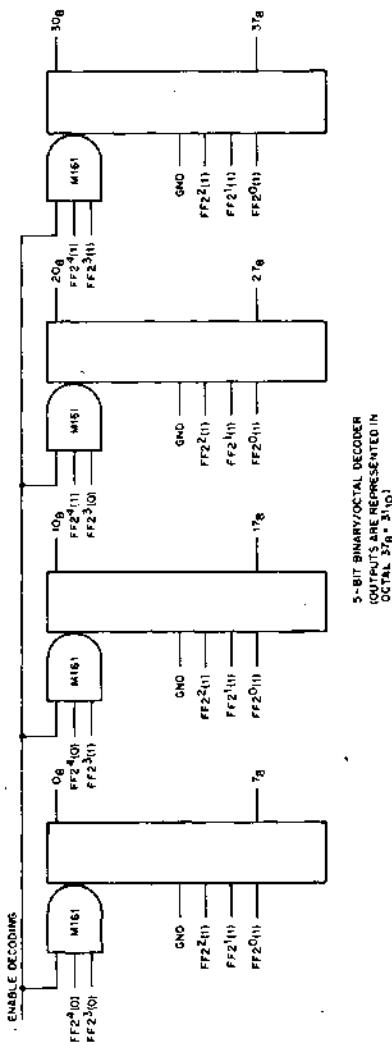 ENABLE DECODING
FF2⁴(0)
FF2³(0)
M161
0₈
GND
FF2²(1)
FF2¹(1)
FF2⁰(1)
7₈
FF2⁴(0)
FF2³(1)
M161
10₈
GND
FF2²(1)
FF2¹(1)
FF2⁰(1)
17₈
FF2⁴(1)
FF2³(0)
M161
20₈
GND
FF2²(1)
FF2¹(1)
FF2⁰(1)
27₈
FF2⁴(1)
FF2³(1)
M161
30₈
GND
FF2²(1)
FF2¹(1)
FF2⁰(1)
37₈
5-BIT BINARY/OCTAL DECODER
(OUTPUTS ARE REPRESENTED IN
OCTAL 37₈ = 31₁₀)